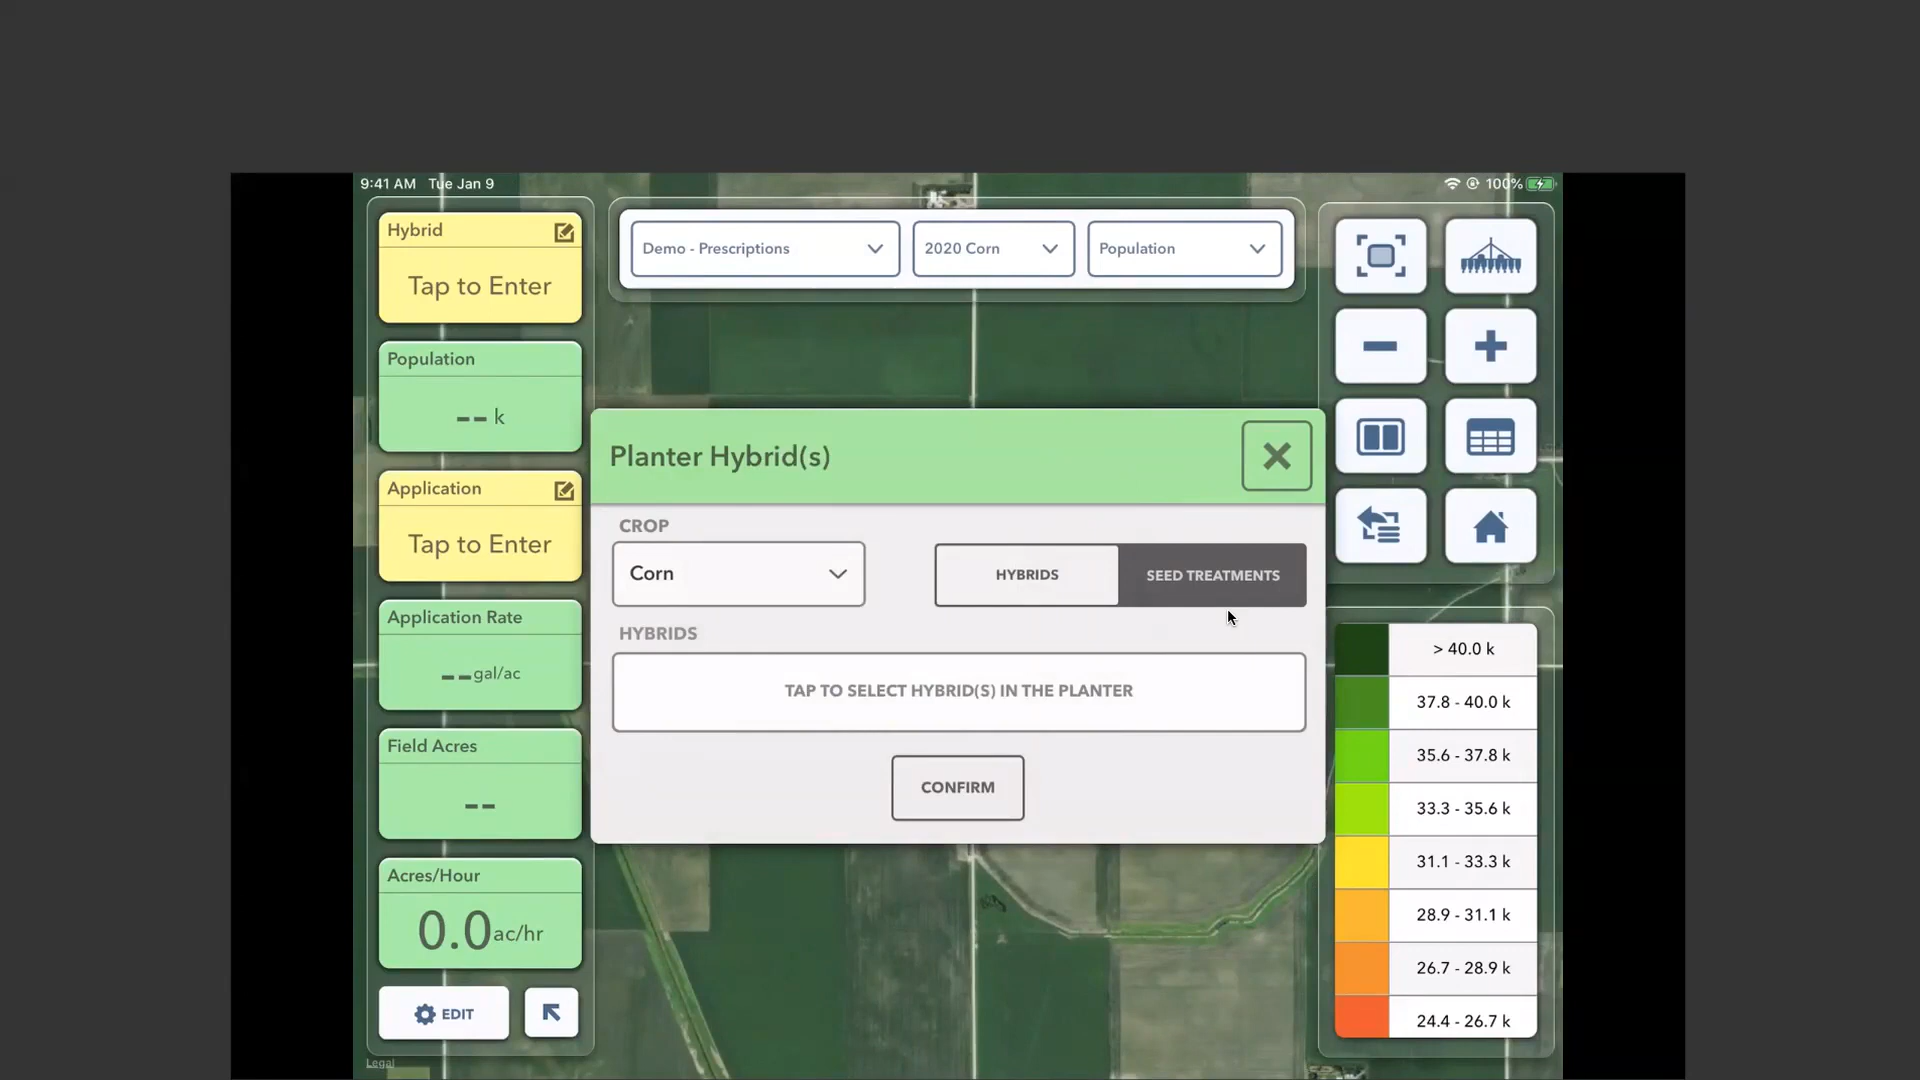 9:41 AM Tue Jan 9
100%
Hybrid
Tap to Enter
Population
-- k
Application
Tap to Enter
Application Rate
-- gal/ac
Field Acres
--
Acres/Hour
0.0 ac/hr
EDIT
Legal
Demo - Prescriptions
2020 Corn
Population
Planter Hybrid(s)
CROP
Corn
HYBRIDS
SEED TREATMENTS
HYBRIDS
TAP TO SELECT HYBRID(S) IN THE PLANTER
CONFIRM
> 40.0 k
37.8 - 40.0 k
35.6 - 37.8 k
33.3 - 35.6 k
31.1 - 33.3 k
28.9 - 31.1 k
26.7 - 28.9 k
24.4 - 26.7 k